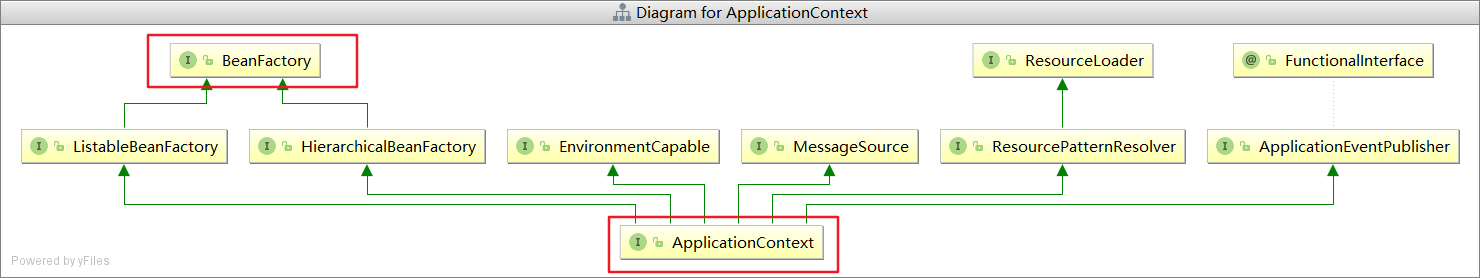 Diagram for ApplicationContext
I BeanFactory
I ResourceLoader
@ FunctionalInterface
I ListableBeanFactory
I HierarchicalBeanFactory
I EnvironmentCapable
I MessageSource
I ResourcePatternResolver
I ApplicationEventPublisher
I ApplicationContext
Powered by yFiles